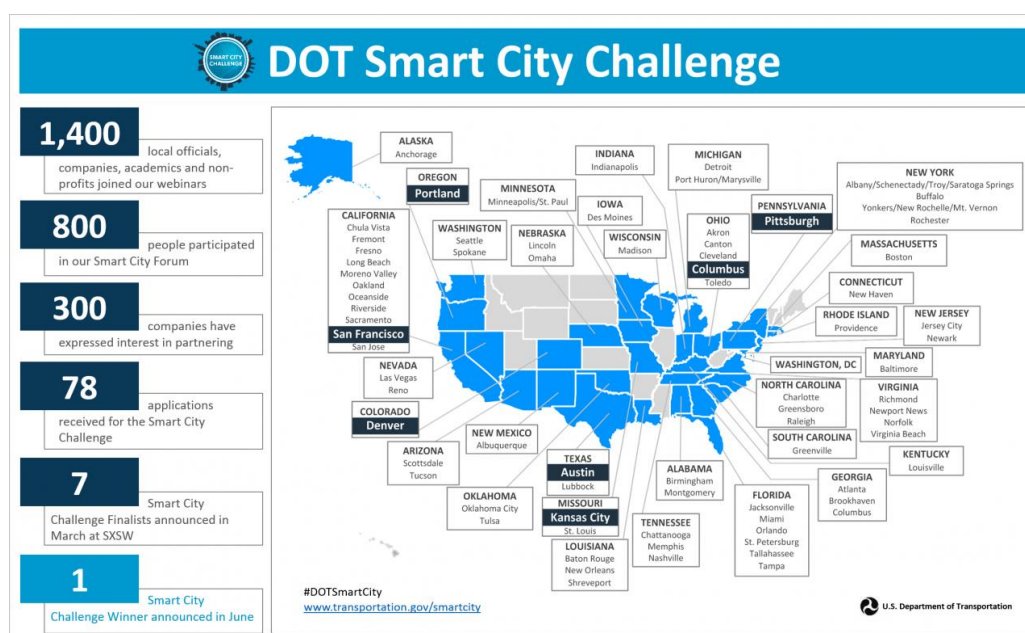 SMART CITY
CHALLENGE
DOT Smart City Challenge
1,400
local officials,
companies, academics and non-
profits joined our webinars
800
people participated
in our Smart City Forum
300
companies have
expressed interest in partnering
78
applications
received for the Smart City
Challenge
7
Smart City
Challenge Finalists announced in
March at SXSW
1
Smart City
Challenge Winner announced in June
ALASKA
Anchorage
OREGON
Portland
CALIFORNIA
Chula Vista
Fremont
Fresno
Long Beach
Moreno Valley
Oakland
Oceanside
Riverside
Sacramento
San Francisco
San Jose
WASHINGTON
Seattle
Spokane
MINNESOTA
Minneapolis/St. Paul
NEBRASKA
Lincoln
Omaha
IOWA
Des Moines
INDIANA
Indianapolis
WISCONSIN
Madison
MICHIGAN
Detroit
Port Huron/Marysville
OHIO
Akron
Canton
Cleveland
Columbus
Toledo
PENNSYLVANIA
Pittsburgh
NEW YORK
Albany/Schenectady/Troy/Saratoga Springs
Buffalo
Yonkers/New Rochelle/Mt. Vernon
Rochester
MASSACHUSETTS
Boston
CONNECTICUT
New Haven
RHODE ISLAND
Providence
NEW JERSEY
Jersey City
Newark
WASHINGTON, DC
MARYLAND
Baltimore
NEVADA
Las Vegas
Reno
COLORADO
Denver
ARIZONA
Scottsdale
Tucson
NEW MEXICO
Albuquerque
OKLAHOMA
Oklahoma City
Tulsa
TEXAS
Austin
Lubbock
MISSOURI
Kansas City
St. Louis
LOUISIANA
Baton Rouge
New Orleans
Shreveport
TENNESSEE
Chattanooga
Memphis
Nashville
ALABAMA
Birmingham
Montgomery
NORTH CAROLINA
Charlotte
Greensboro
Raleigh
VIRGINIA
Richmond
Newport News
Norfolk
Virginia Beach
SOUTH CAROLINA
Greenville
KENTUCKY
Louisville
GEORGIA
Atlanta
Brookhaven
Columbus
FLORIDA
Jacksonville
Miami
Orlando
St. Petersburg
Tallahassee
Tampa
#DOTSmartCity
www.transportation.gov/smartcity
U.S. Department of Transportation